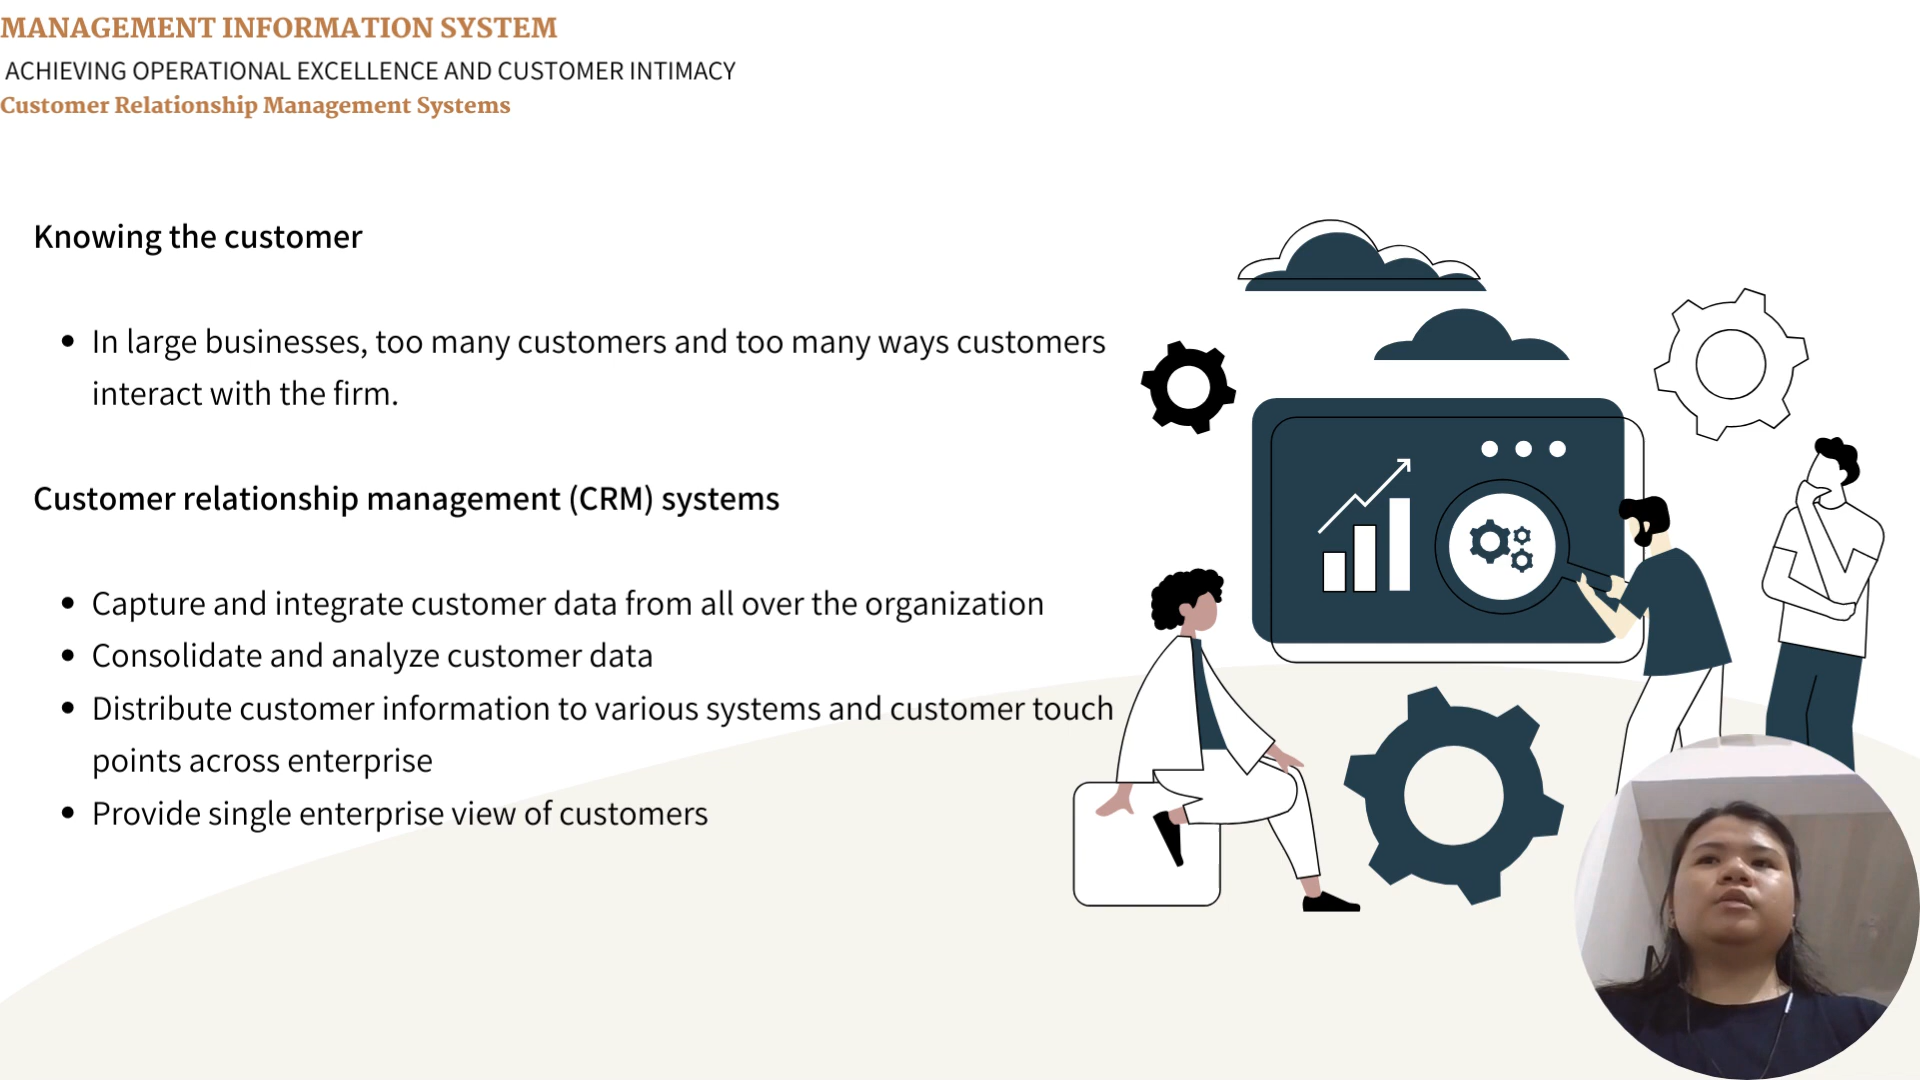 MANAGEMENT INFORMATION SYSTEM
ACHIEVING OPERATIONAL EXCELLENCE AND CUSTOMER INTIMACY
Customer Relationship Management Systems
Knowing the customer
• In large businesses, too many customers and too many ways customers
interact with the firm.
Customer relationship management (CRM) systems
• Capture and integrate customer data from all over the organization
• Consolidate and analyze customer data
• Distribute customer information to various systems and customer touch
points across enterprise
• Provide single enterprise view of customers